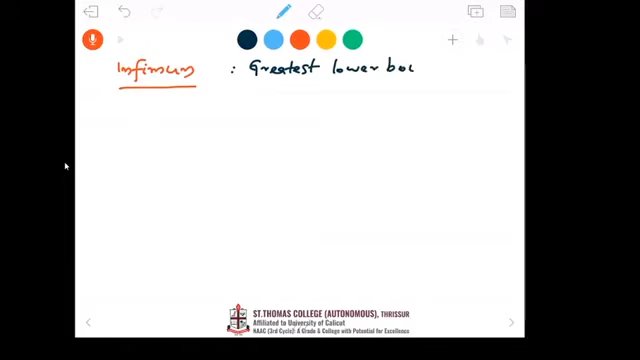 Infimum : Greatest lower bou
ST. THOMAS COLLEGE (AUTONOMOUS), THRISSUR
Affiliated to University of Calicut
NAAC (3rd Cycle): A Grade & College with Potential for Excellence